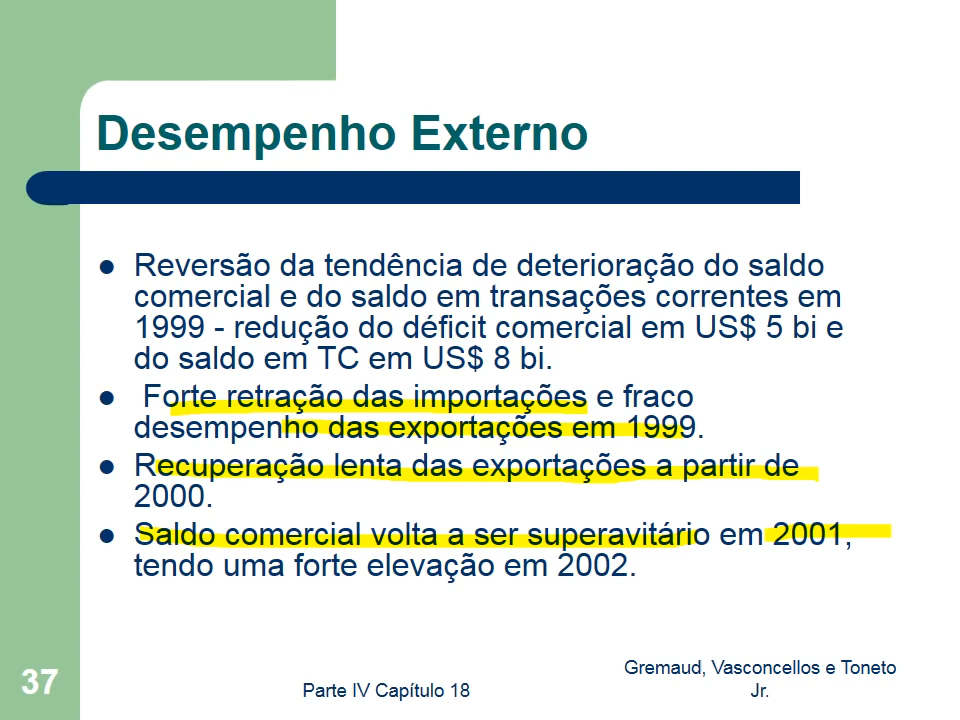 Desempenho Externo
● Reversão da tendência de deterioração do saldo
comercial e do saldo em transações correntes em
1999 - redução do déficit comercial em US$ 5 bi e
do saldo em TC em US$ 8 bi.
● Forte retração das importações e fraco
desempenho das exportações em 1999.
● Recuperação lenta das exportações a partir de
2000.
● Saldo comercial volta a ser superavitário em 2001,
tendo uma forte elevação em 2002.
37
Parte IV Capítulo 18
Gremaud, Vasconcellos e Toneto
Jr.